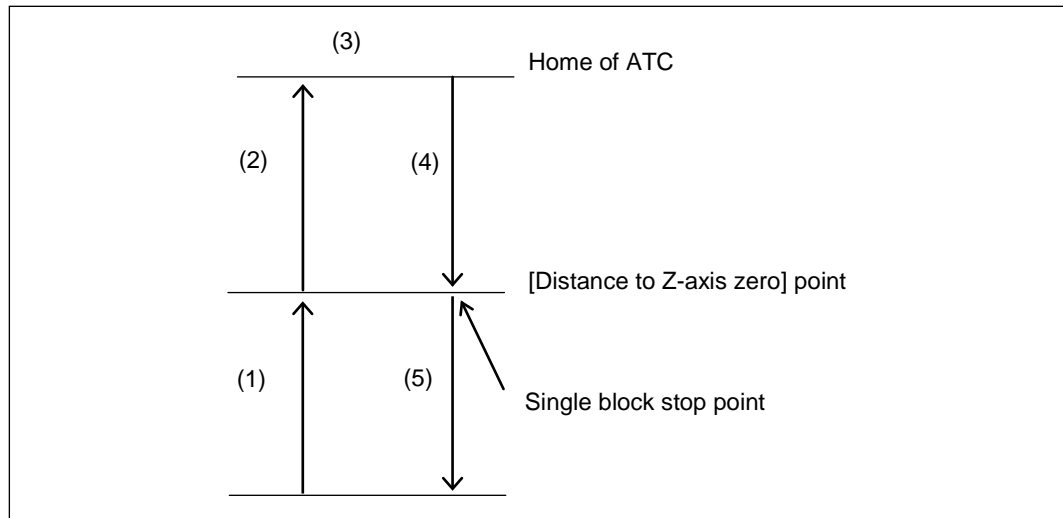 (3)
Home of ATC
(2)
(4)
[Distance to Z-axis zero] point
(1)
(5)
Single block stop point